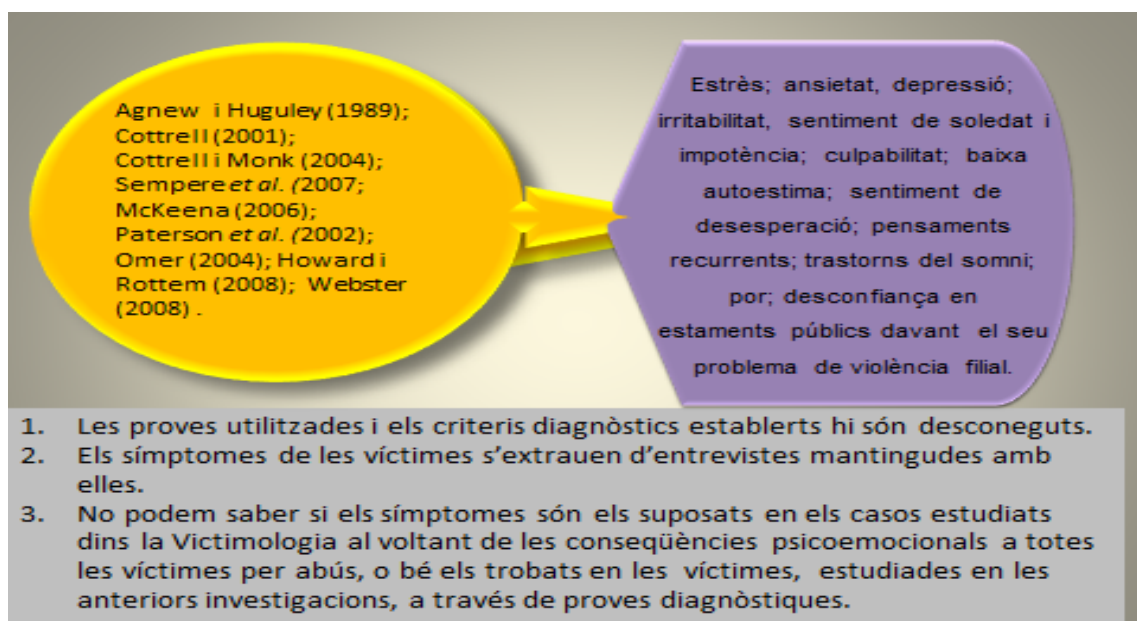 Agnew i Huguley (1989);
Cottrell (2001);
Cottrell i Monk (2004);
Sempere et al. (2007;
McKeena (2006);
Paterson et al. (2002);
Omer (2004); Howard i
Rottem (2008); Webster
(2008) .
Estrès; ansietat, depressió;
irritabilitat, sentiment de soledat i
impotència; culpabilitat; baixa
autoestima; sentiment de
desesperació; pensaments
recurrents; trastorns del somni;
por; desconfiança en
estaments públics davant el seu
problema de violència filial.
1. Les proves utilitzades i els criteris diagnòstics establerts hi són desconeguts.
2. Els símptomes de les víctimes s'extrauen d'entrevistes mantingudes amb
elles.
3. No podem saber si els símptomes són els suposats en els casos estudiats
dins la Victimologia al voltant de les conseqüències psicoemocionals a totes
les víctimes per abús, o bé els trobats en les víctimes, estudiades en les
anteriors investigacions, a través de proves diagnòstiques.